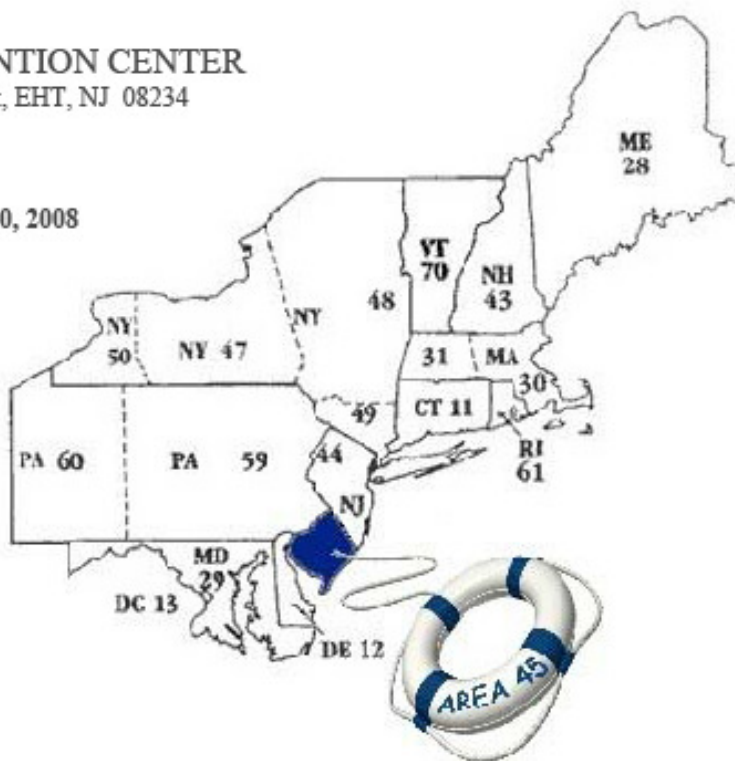 NTION CENTER
, EHT, NJ 08234
0, 2008
ME
28
VT
70
NH
43
48
NY
NY
50
NY 47
31
MA
30
49
CT 11
RI
61
PA 60
PA 59
44
NJ
MD
29
DC 13
DE 12
AREA 45